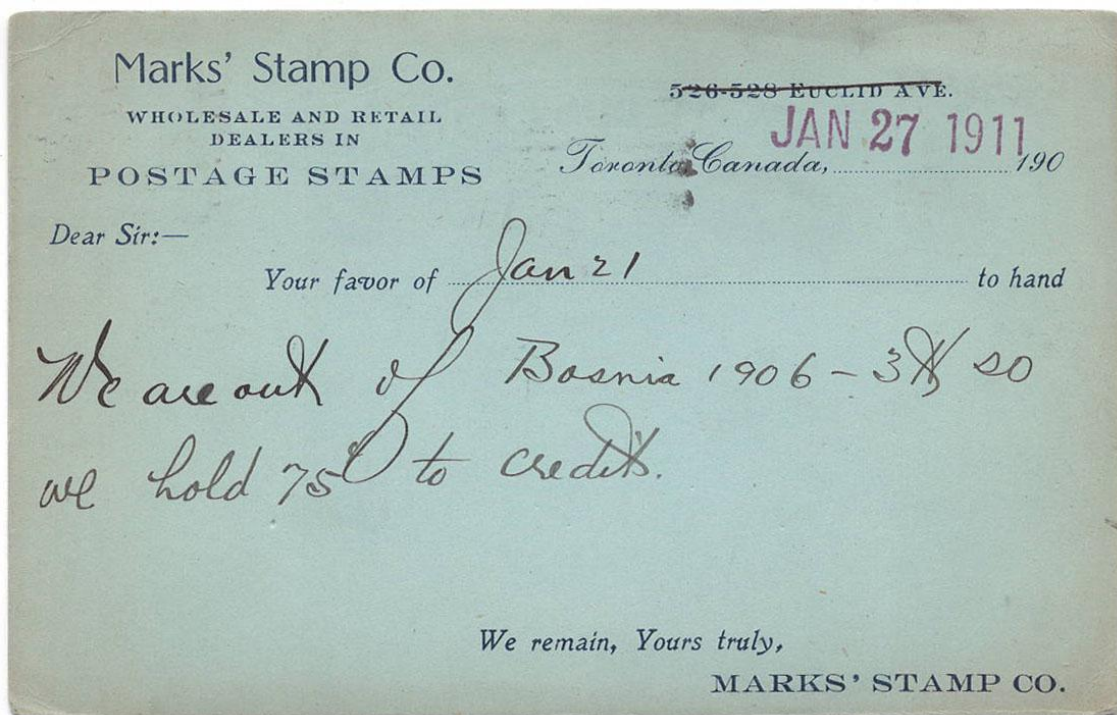 Marks' Stamp Co.
WHOLESALE AND RETAIL
DEALERS IN
POSTAGE STAMPS
526-528 EUCLID AVE.
JAN 27 1911
Toronto, Canada, 190
Dear Sir:—
Your favor of Jan 21 to hand
We are out of Bosnia 1906 - 3 so
we hold 75 to credit.
We remain, Yours truly,
MARKS' STAMP CO.